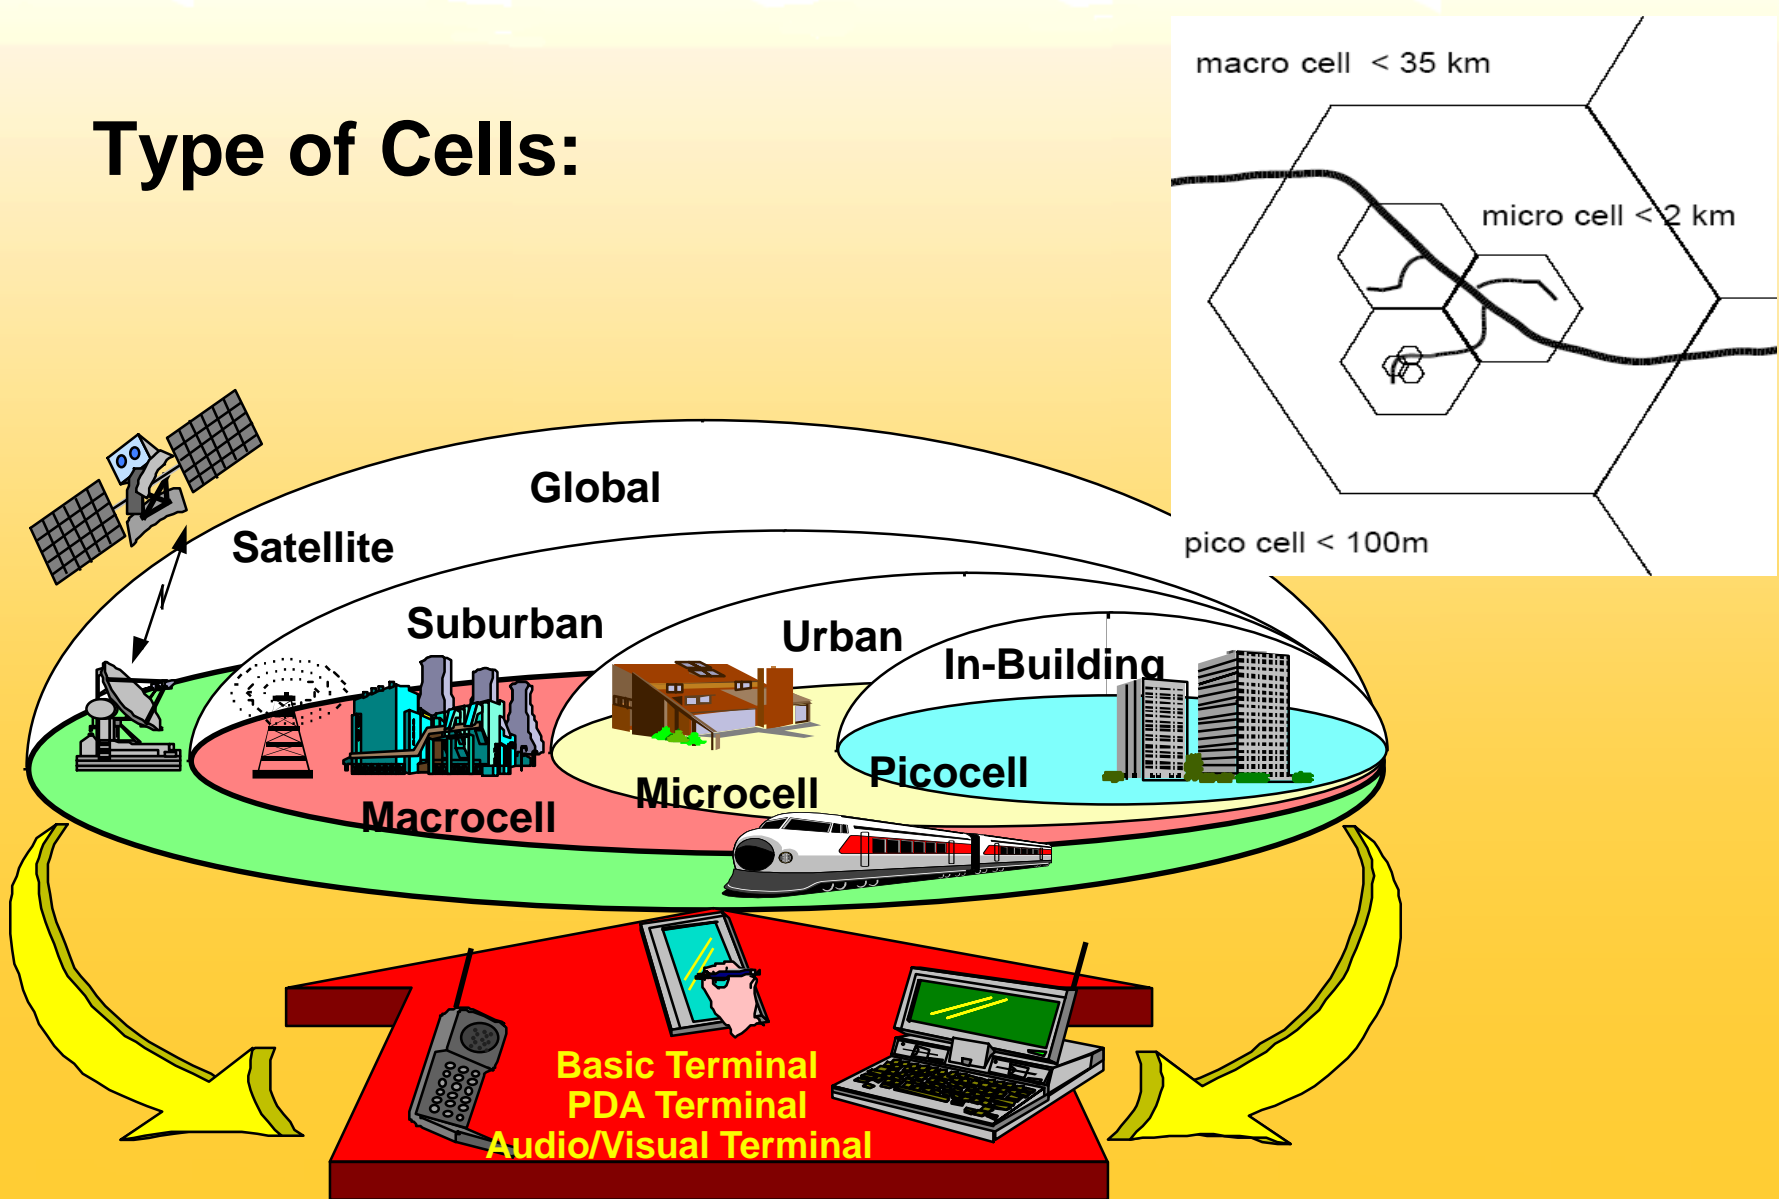 macro cell < 35 km
Type of Cells:
micro cell < 2 km
Global
Satellite
pico cell < 100m
Suburban
Urban
In-Building
Picocell
Microcell
Macrocell
Basic Terminal
PDA Terminal
Audio/Visual Terminal